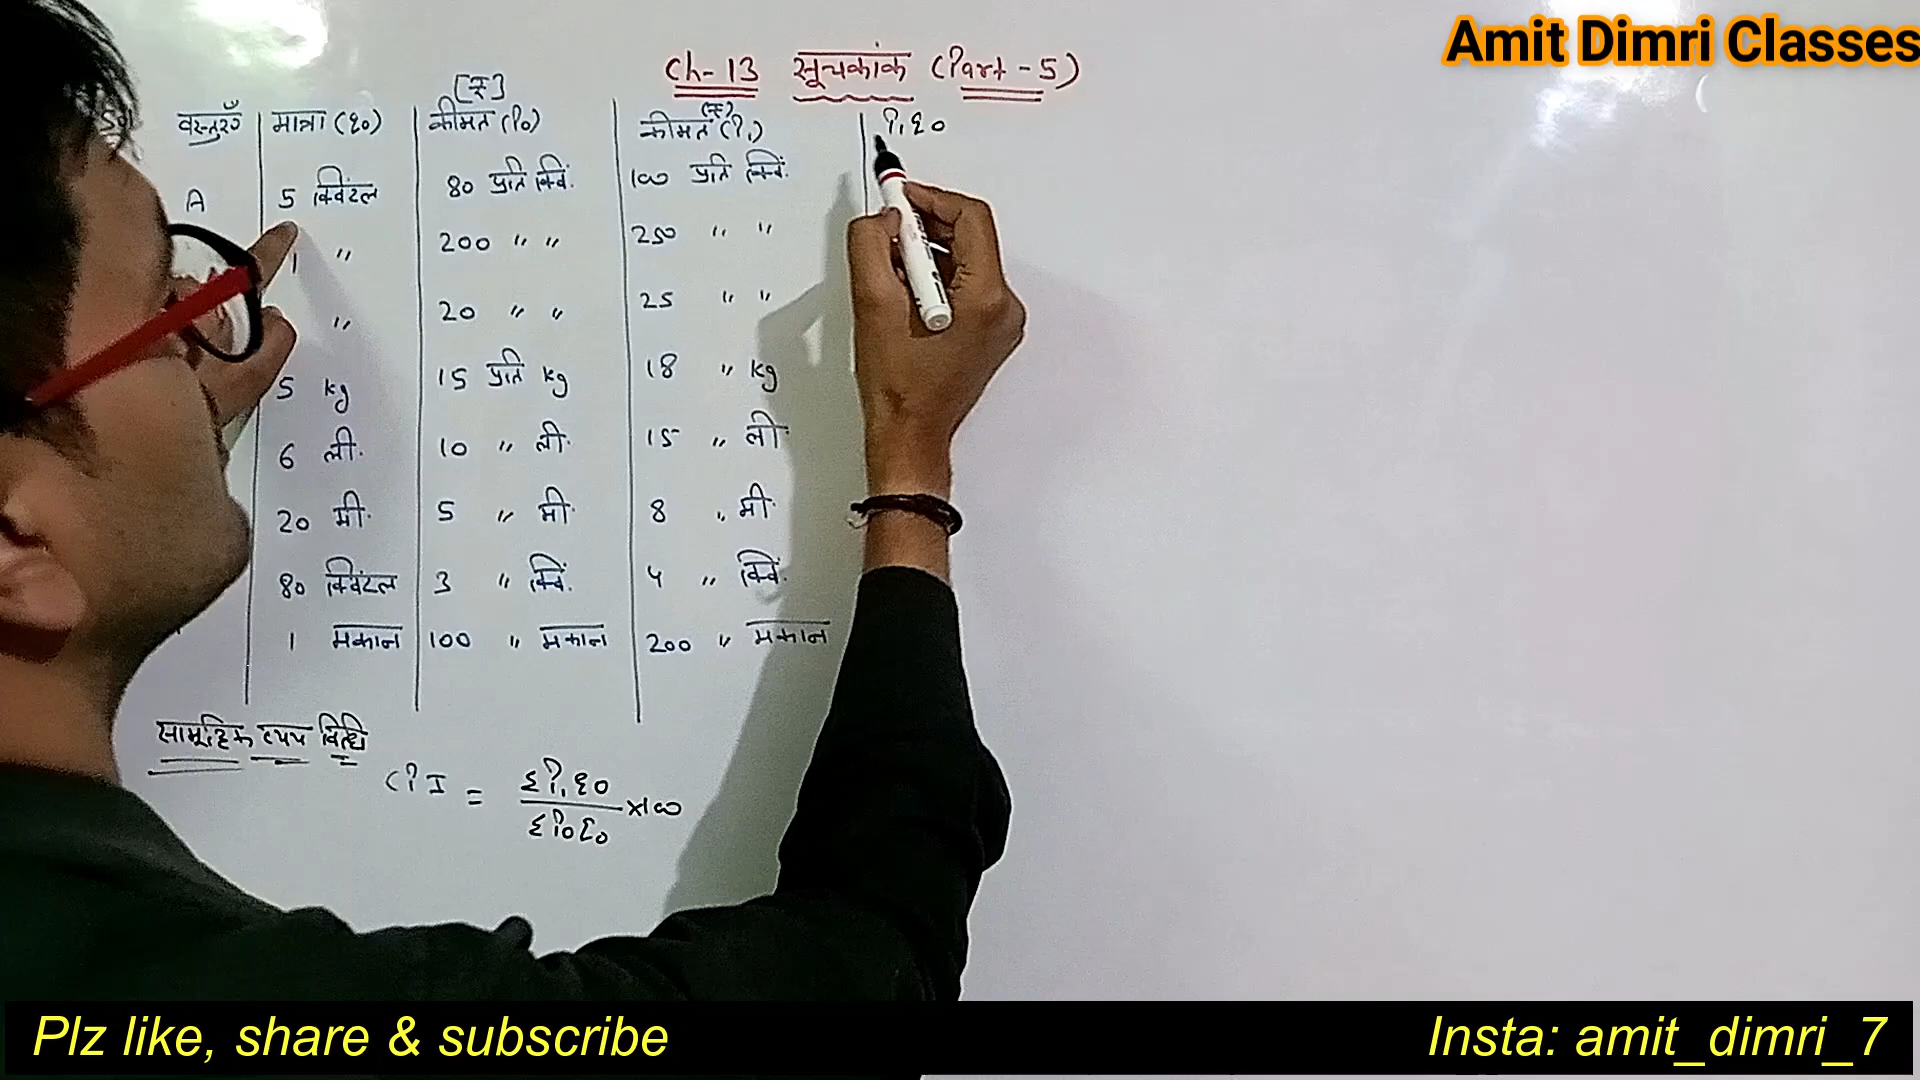 Amit Dimri Classes
Ch-13 सूचकांक (Part-5)
[₹] (₹)
वस्तुएँ मात्रा (q0) कीमत (P0) कीमत (P1) P1q0
A 5 क्विंटल 80 प्रति क्विं. 100 प्रति क्विं.
1 " 200 " " 250 " "
" 20 " " 25 " "
5 kg 15 प्रति kg 18 " kg
6 ली. 10 " ली. 15 " ली.
20 मी. 5 " मी. 8 " मी.
80 क्विंटल 3 " क्विं. 4 " क्विं.
1 मकान 100 " मकान 200 " मकान
सामूहिक व्यय विधि
CPI = ΣP1q0 / ΣP0q0 ×100
Plz like, share & subscribe
Insta: amit_dimri_7